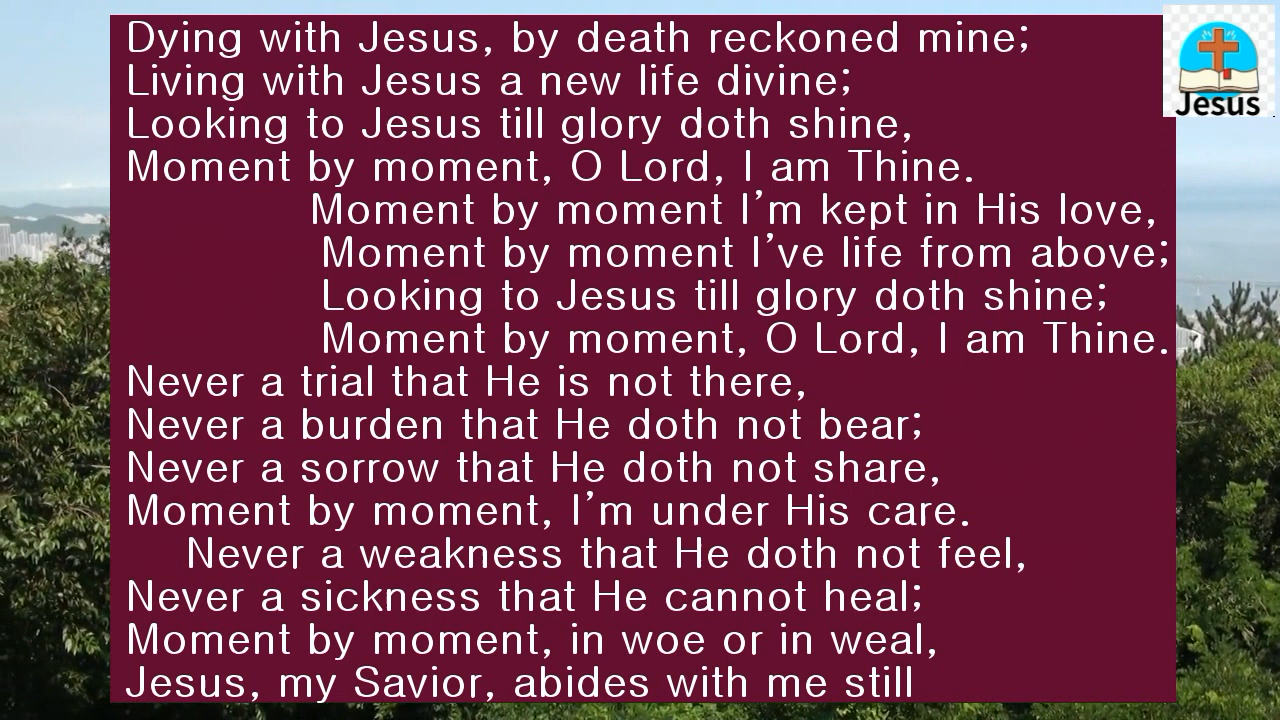 Dying with Jesus, by death reckoned mine;
Living with Jesus a new life divine;
Looking to Jesus till glory doth shine,
Moment by moment, O Lord, I am Thine.
Moment by moment I’m kept in His love,
Moment by moment I’ve life from above;
Looking to Jesus till glory doth shine;
Moment by moment, O Lord, I am Thine.
Never a trial that He is not there,
Never a burden that He doth not bear;
Never a sorrow that He doth not share,
Moment by moment, I’m under His care.
Never a weakness that He doth not feel,
Never a sickness that He cannot heal;
Moment by moment, in woe or in weal,
Jesus, my Savior, abides with me still
Jesus